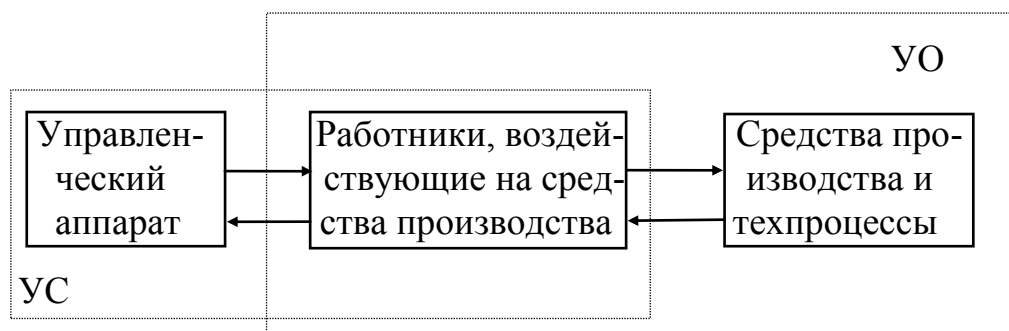 УО
Управлен-
ческий
аппарат
Работники, воздей-
ствующие на сред-
ства производства
Средства про-
изводства и
техпроцессы
УС